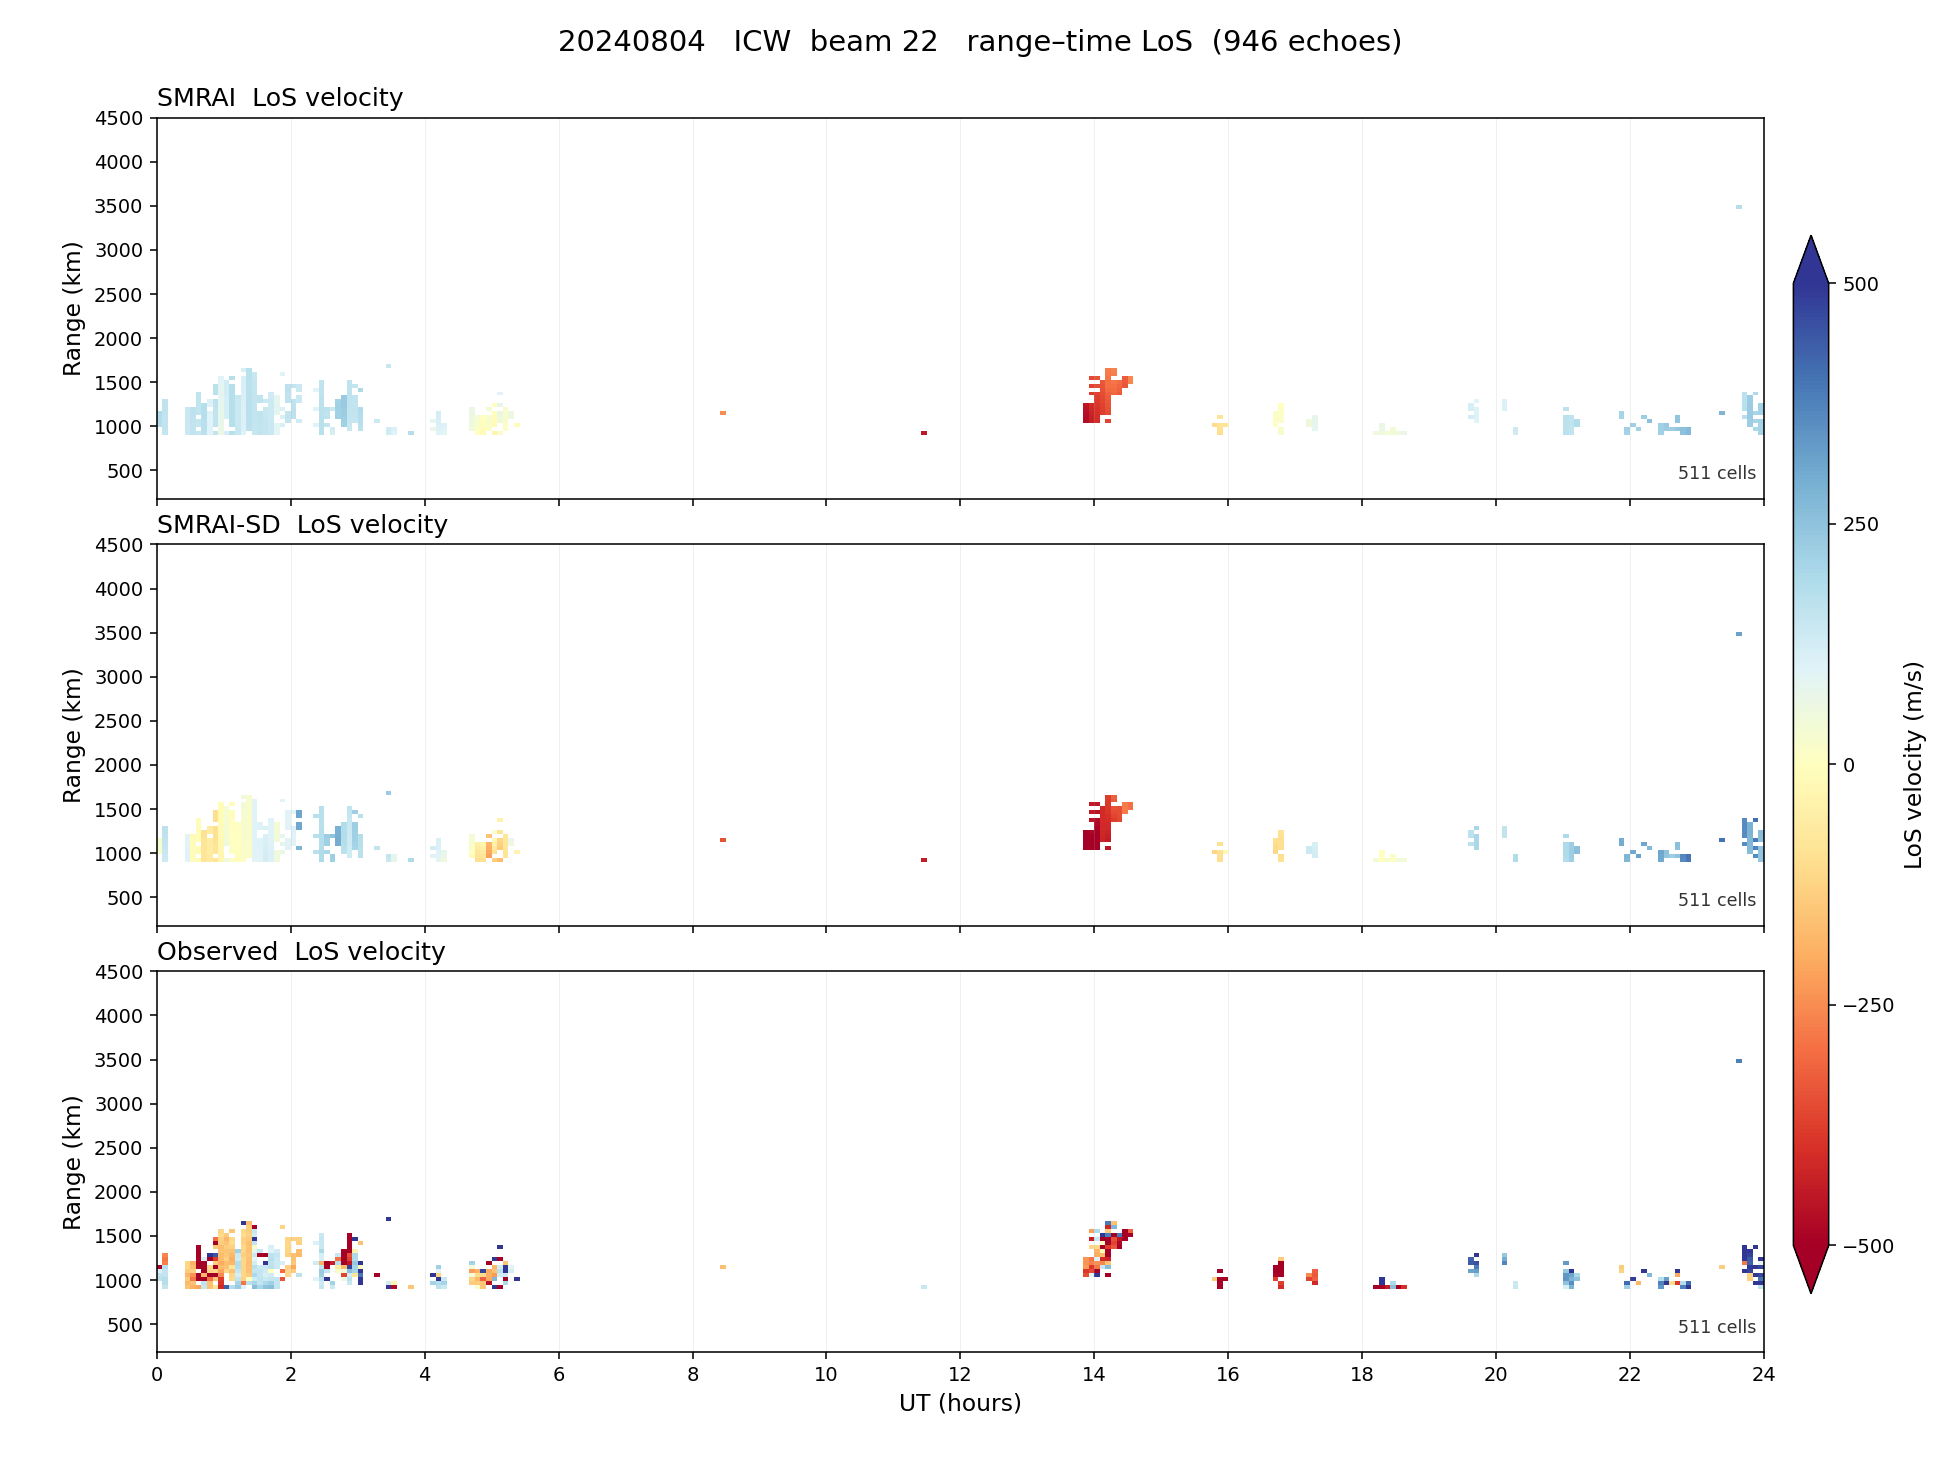 20240804   ICW  beam 22   range–time LoS  (946 echoes)
SMRAI  LoS velocity
4500
4000
3500
3000
2500
2000
1500
1000
500
Range (km)
511 cells
SMRAI-SD  LoS velocity
4500
4000
3500
3000
2500
2000
1500
1000
500
Range (km)
511 cells
Observed  LoS velocity
4500
4000
3500
3000
2500
2000
1500
1000
500
Range (km)
511 cells
0 2 4 6 8 10 12 14 16 18 20 22 24
UT (hours)
500
250
0
−250
−500
LoS velocity (m/s)